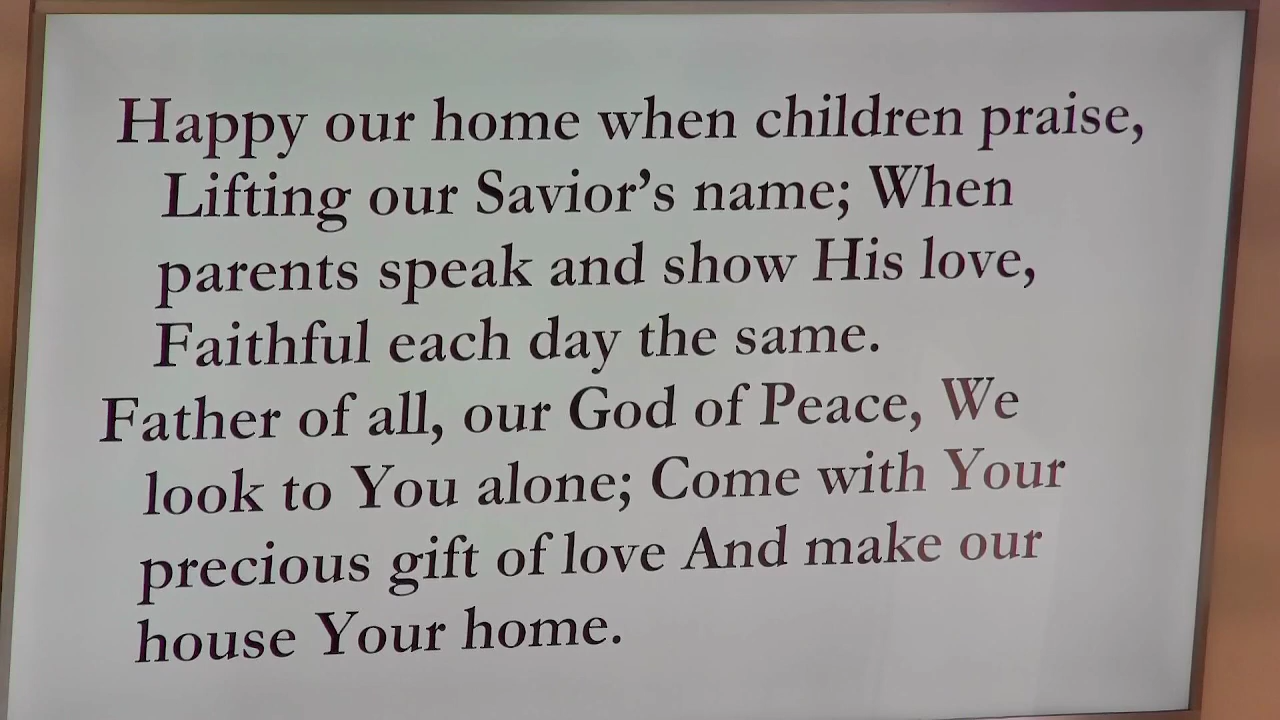 Happy our home when children praise,
Lifting our Savior's name; When
parents speak and show His love,
Faithful each day the same.
Father of all, our God of Peace, We
look to You alone; Come with Your
precious gift of love And make our
house Your home.